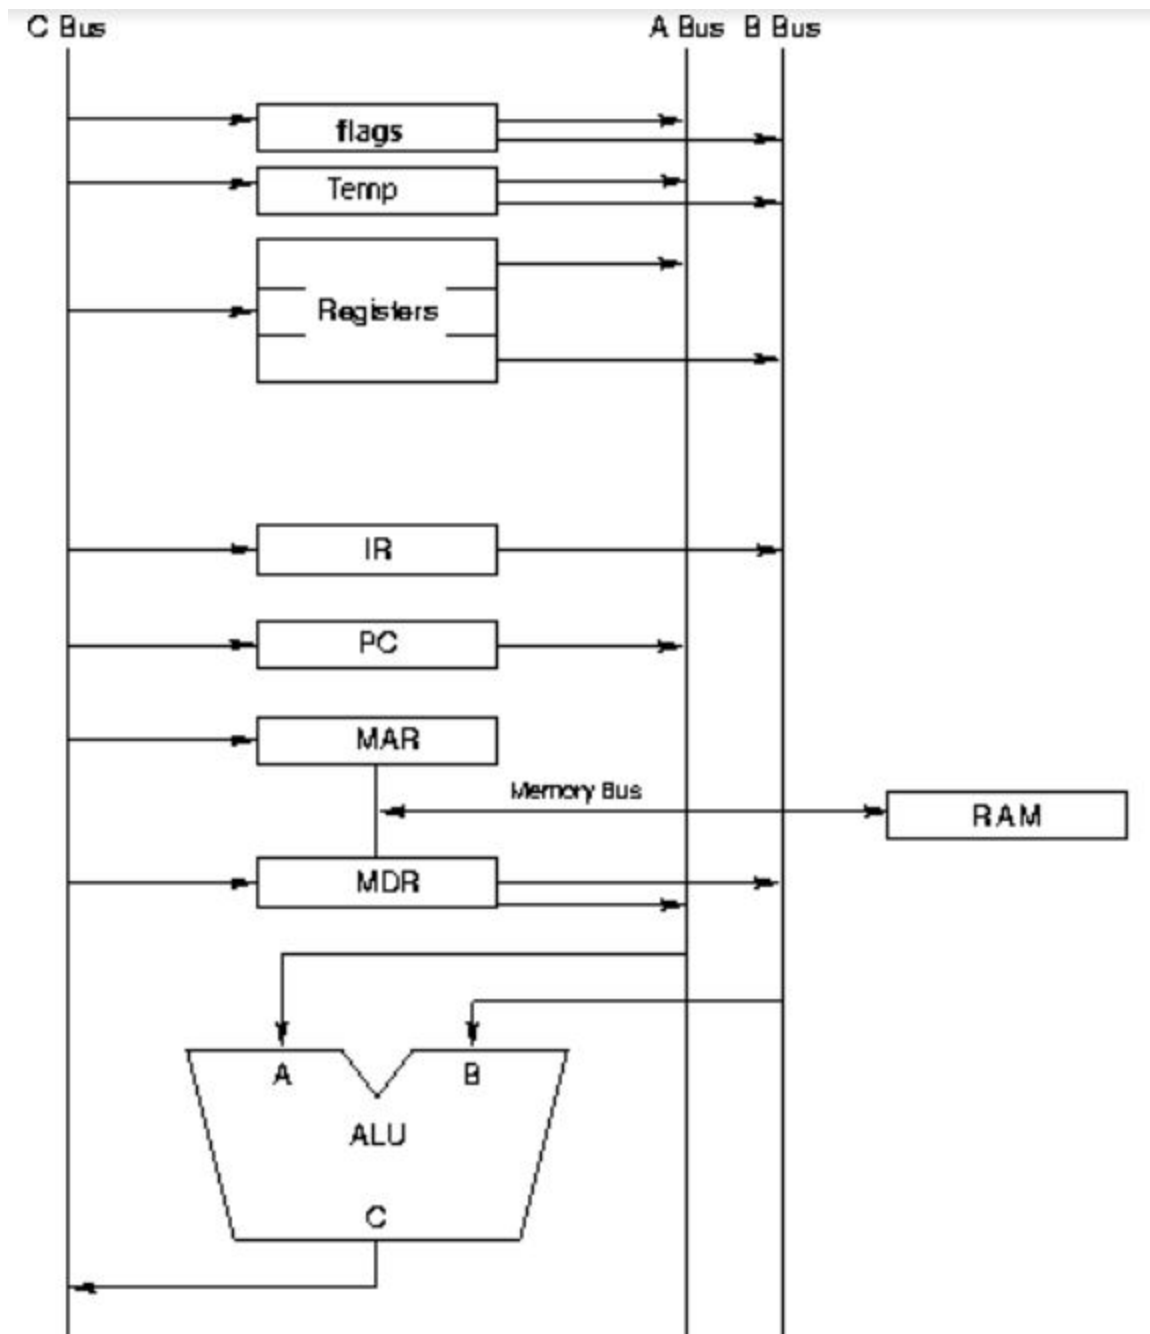 C Bus
A Bus
B Bus
flags
Temp
Registers
IR
PC
MAR
Memory Bus
RAM
MDR
A
B
ALU
C